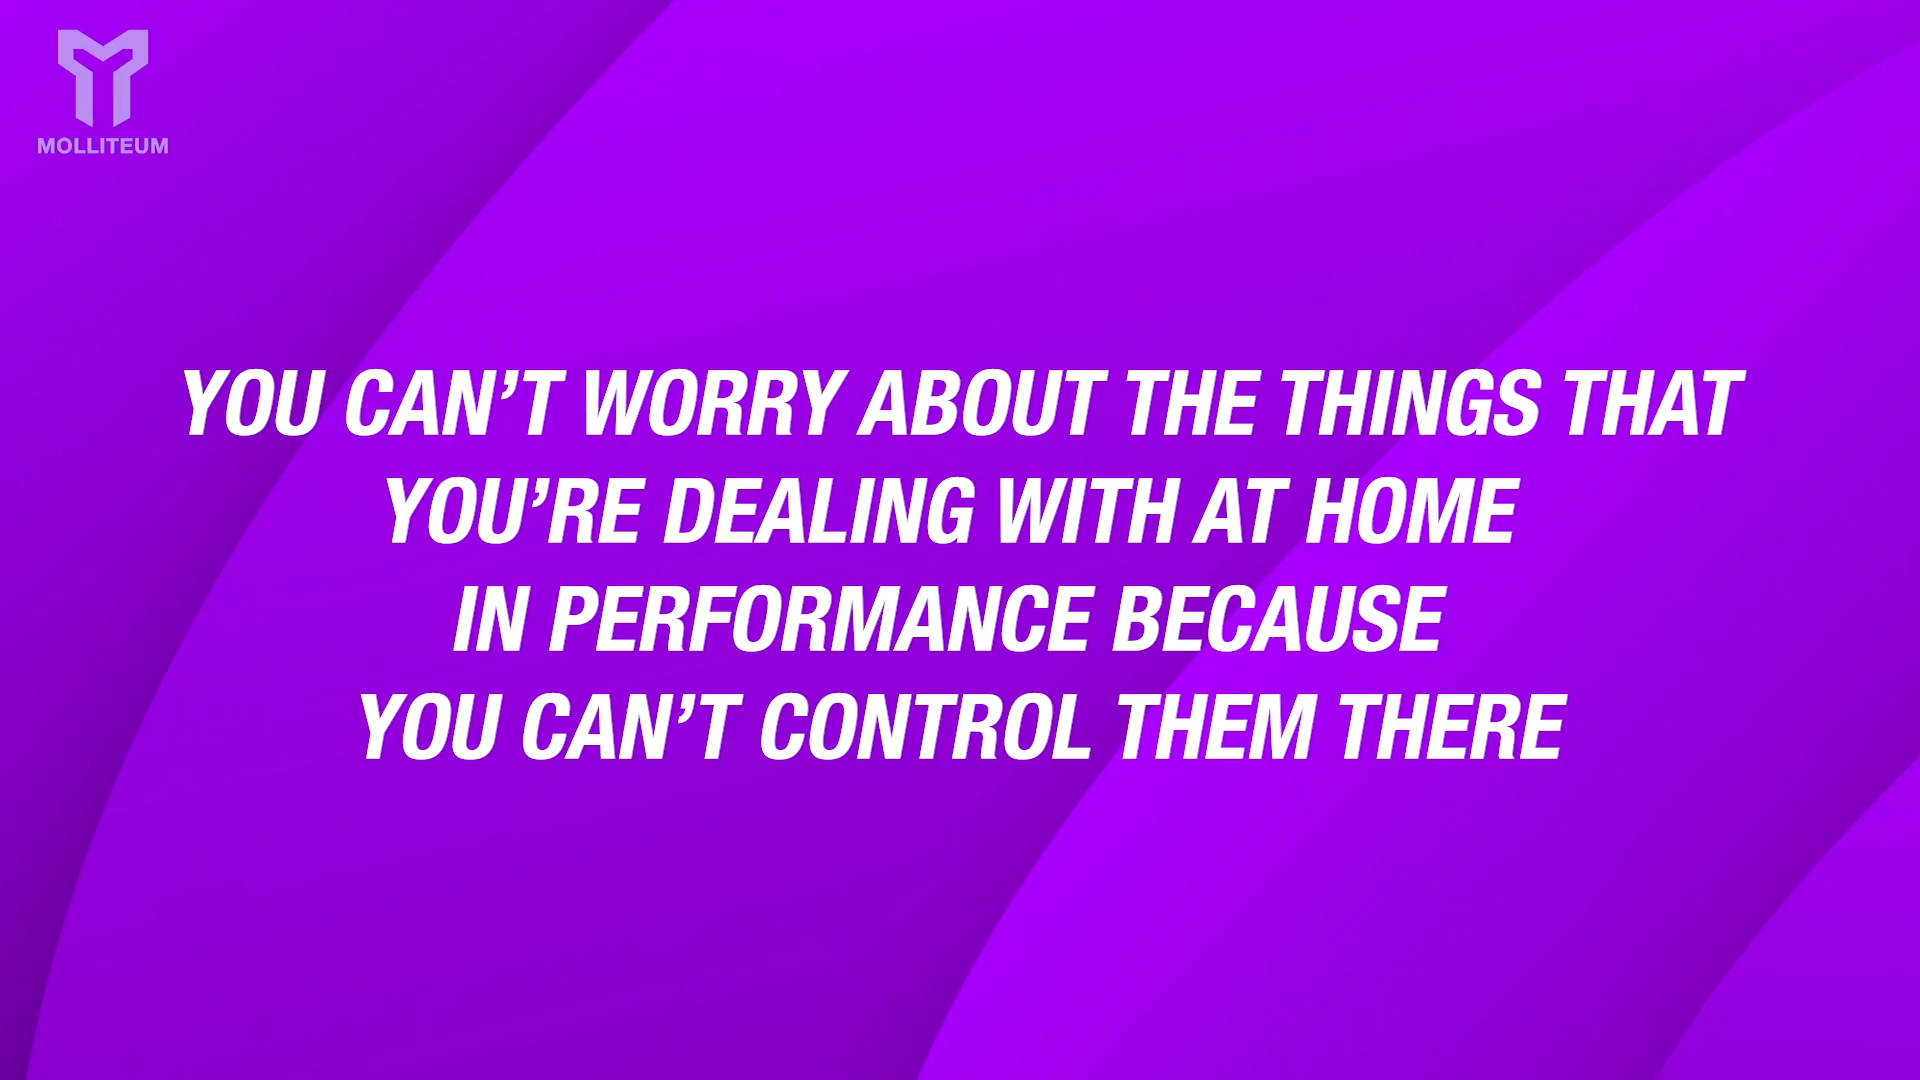 MOLLITEUM
YOU CAN’T WORRY ABOUT THE THINGS THAT
YOU’RE DEALING WITH AT HOME
IN PERFORMANCE BECAUSE
YOU CAN’T CONTROL THEM THERE